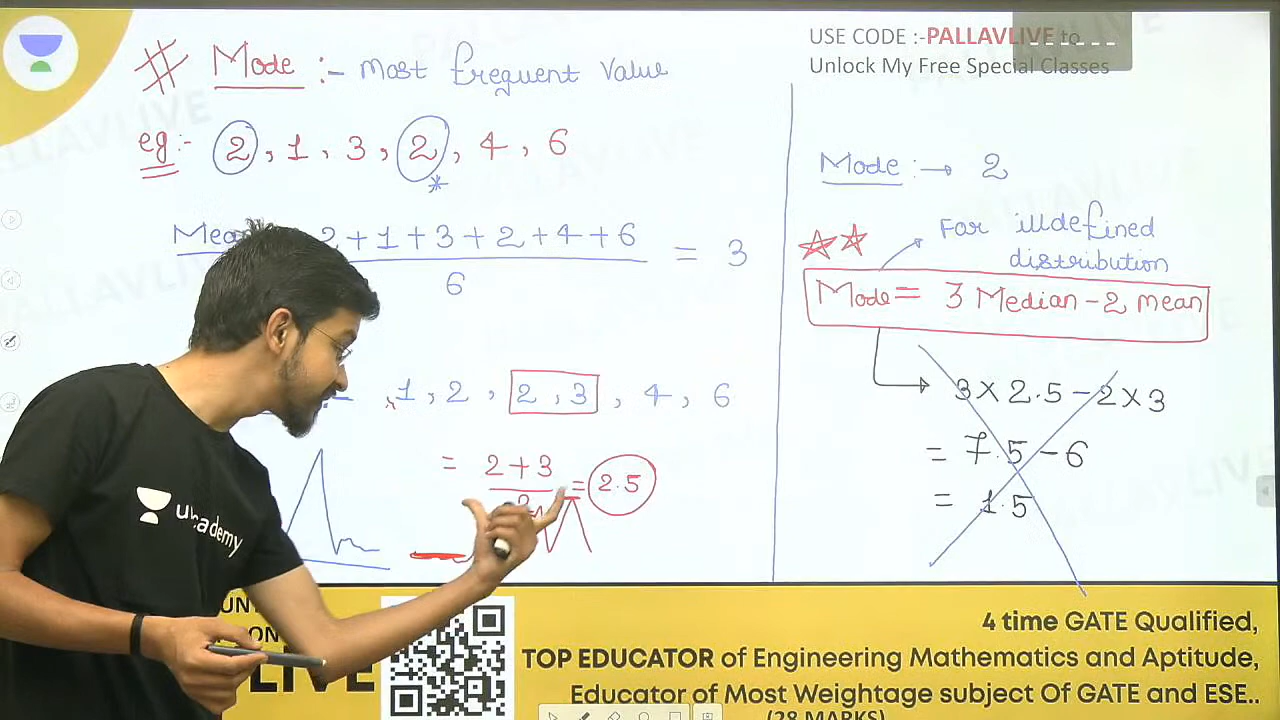 # Mode :- Most frequent Value
eg :- 2, 1, 3, 2, 4, 6
2+1+3+2+4+6
6
= 3
1, 2, 2, 3, 4, 6
= 2+3
= 2.5
USE CODE :-PALLAVLIVE to
Unlock My Free Special Classes
Mode :→ 2
For illdefined
distribution
Mode = 3 Median - 2 mean
3 × 2.5 - 2 × 3
= 7.5 - 6
= 1.5
unacademy
LIVE
4 time GATE Qualified,
TOP EDUCATOR of Engineering Mathematics and Aptitude,
Educator of Most Weightage subject Of GATE and ESE..
(28 MARKS)